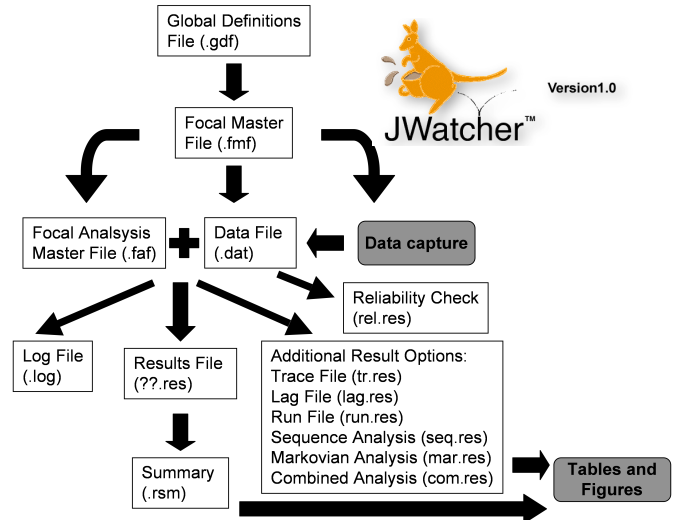 Global Definitions
File (.gdf)
Version1.0
JWatcher™
Focal Master
File (.fmf)
Focal Analsysis
Master File (.faf)
Data File
(.dat)
Data capture
Reliability Check
(rel.res)
Log File
(.log)
Results File
(??.res)
Additional Result Options:
Trace File (tr.res)
Lag File (lag.res)
Run File (run.res)
Sequence Analysis (seq.res)
Markovian Analysis (mar.res)
Combined Analysis (com.res)
Summary
(.rsm)
Tables and
Figures